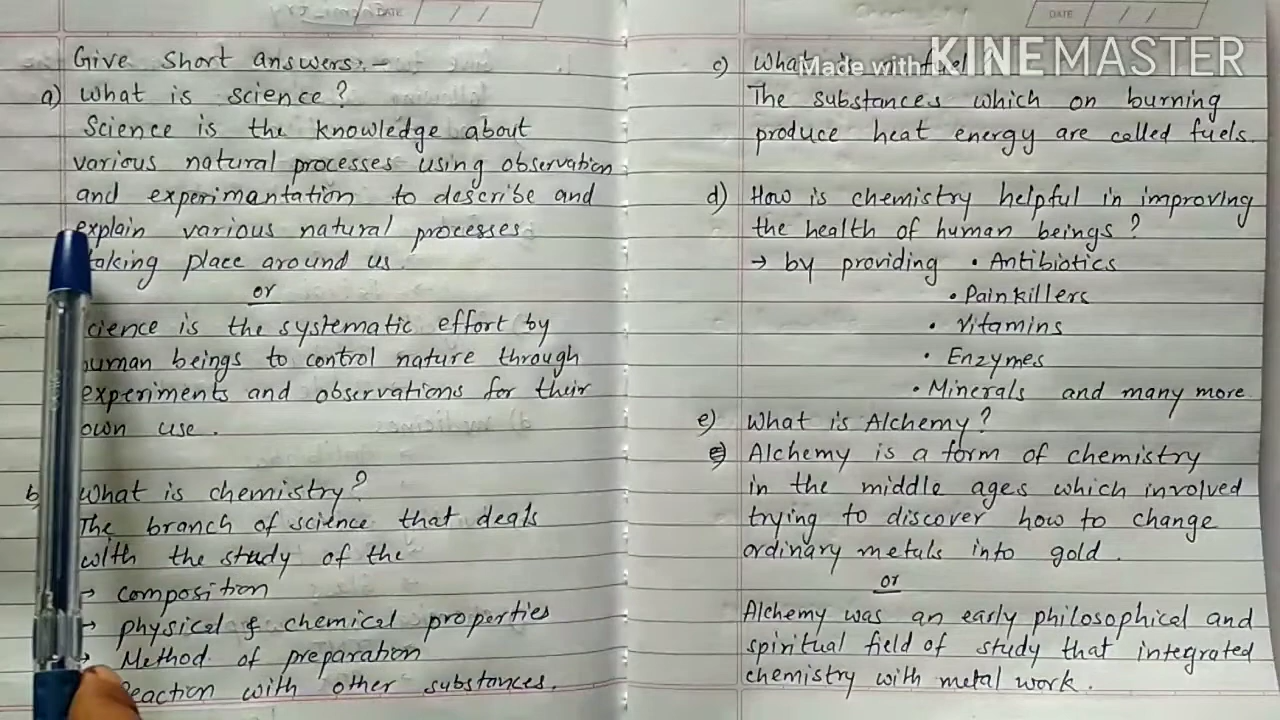 DATE / /
Give short answers:-
a) What is science?
Science is the knowledge about
various natural processes using observation
and experimantation to describe and
explain various natural processes
taking place around us.
or
cience is the systematic effort by
uman beings to control nature through
experiments and observations for their
own use.
b What is chemistry?
The branch of science that deals
with the study of the
→ composition
→ physical & chemical properties
→ Method of preparation
Reaction with other substances.
DATE / /
Made with KINEMASTER
c) What is fuel?
The substances which on burning
produce heat energy are called fuels.
d) How is chemistry helpful in improving
the health of human beings?
→ by providing • Antibiotics
• Painkillers
• Vitamins
• Enzymes
• Minerals and many more
e) What is Alchemy?
Alchemy is a form of chemistry
in the middle ages which involved
trying to discover how to change
ordinary metals into gold.
or
Alchemy was an early philosophical and
spiritual field of study that integrated
chemistry with metal work.